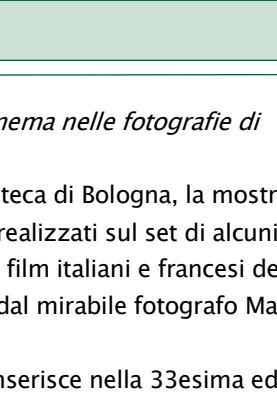 nema nelle fotografie di
teca di Bologna, la mostr
realizzati sul set di alcuni
film italiani e francesi de
dal mirabile fotografo Ma
nserisce nella 33esima ed